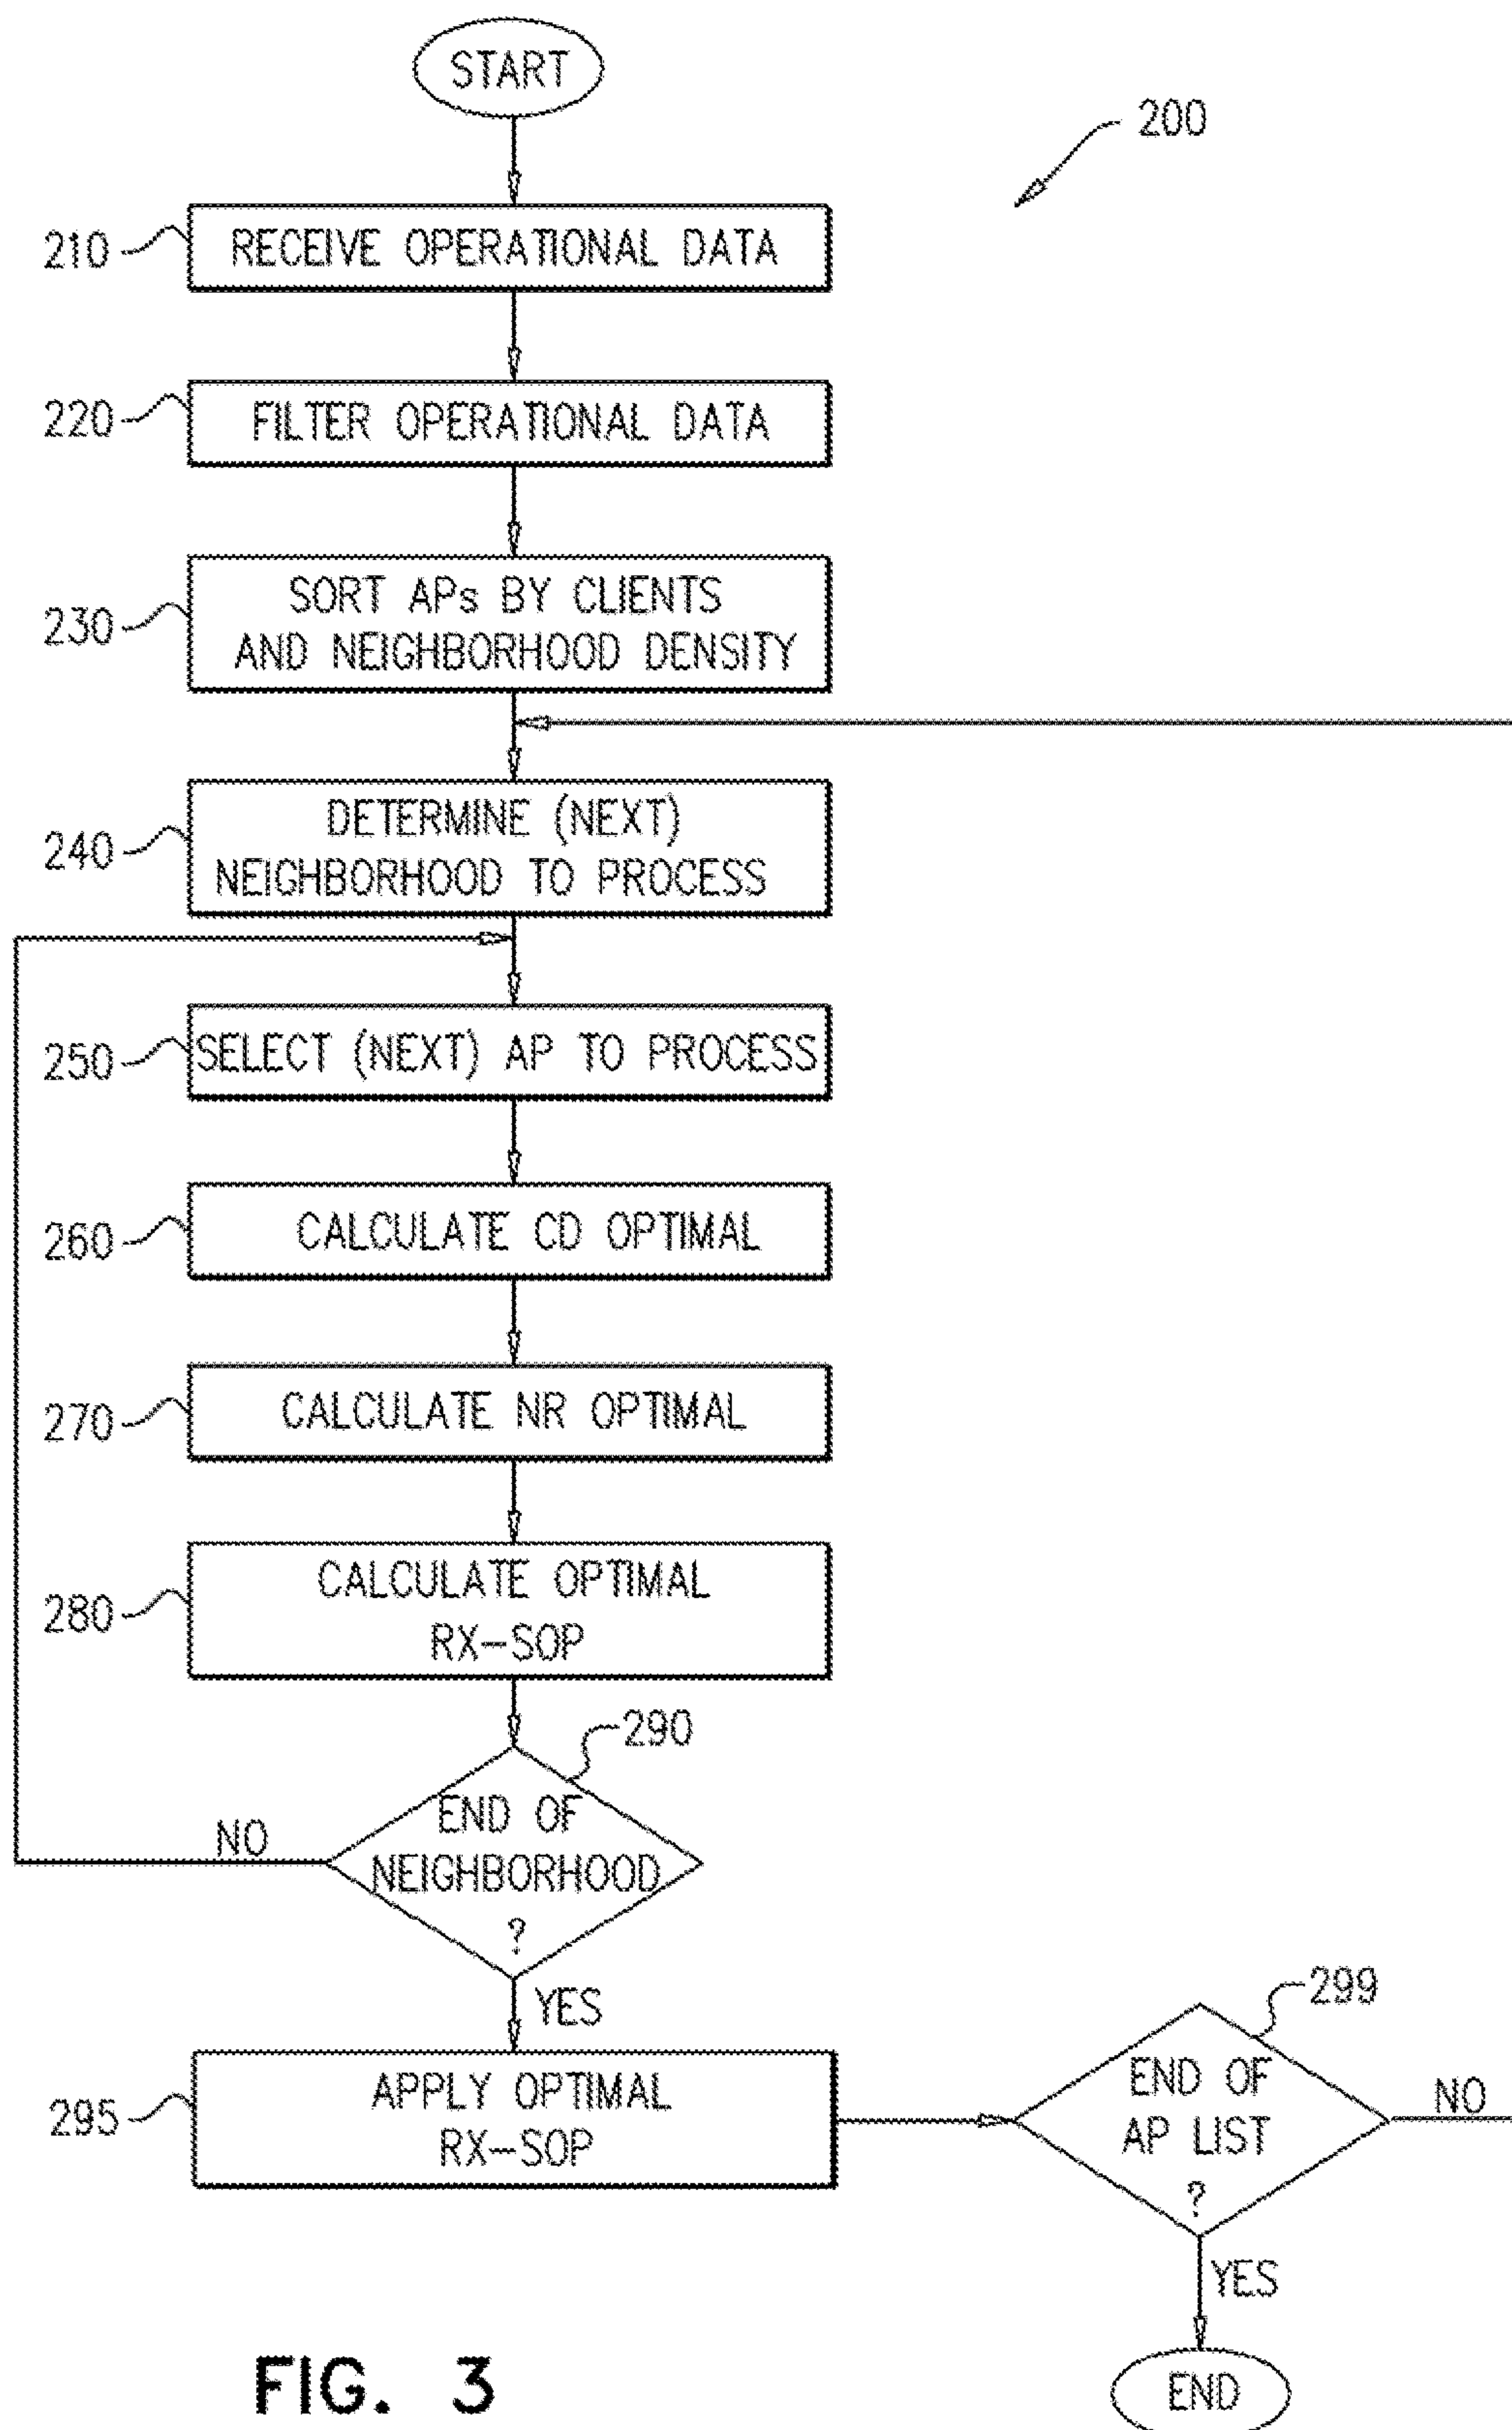 START
200
210
RECEIVE OPERATIONAL DATA
220
FILTER OPERATIONAL DATA
230
SORT APs BY CLIENTS
AND NEIGHBORHOOD DENSITY
240
DETERMINE (NEXT)
NEIGHBORHOOD TO PROCESS
250
SELECT (NEXT) AP TO PROCESS
260
CALCULATE CD OPTIMAL
270
CALCULATE NR OPTIMAL
280
CALCULATE OPTIMAL
RX-SOP
290
END OF
NEIGHBORHOOD
?
NO
YES
295
APPLY OPTIMAL
RX-SOP
299
END OF
AP LIST
?
NO
YES
END
FIG. 3